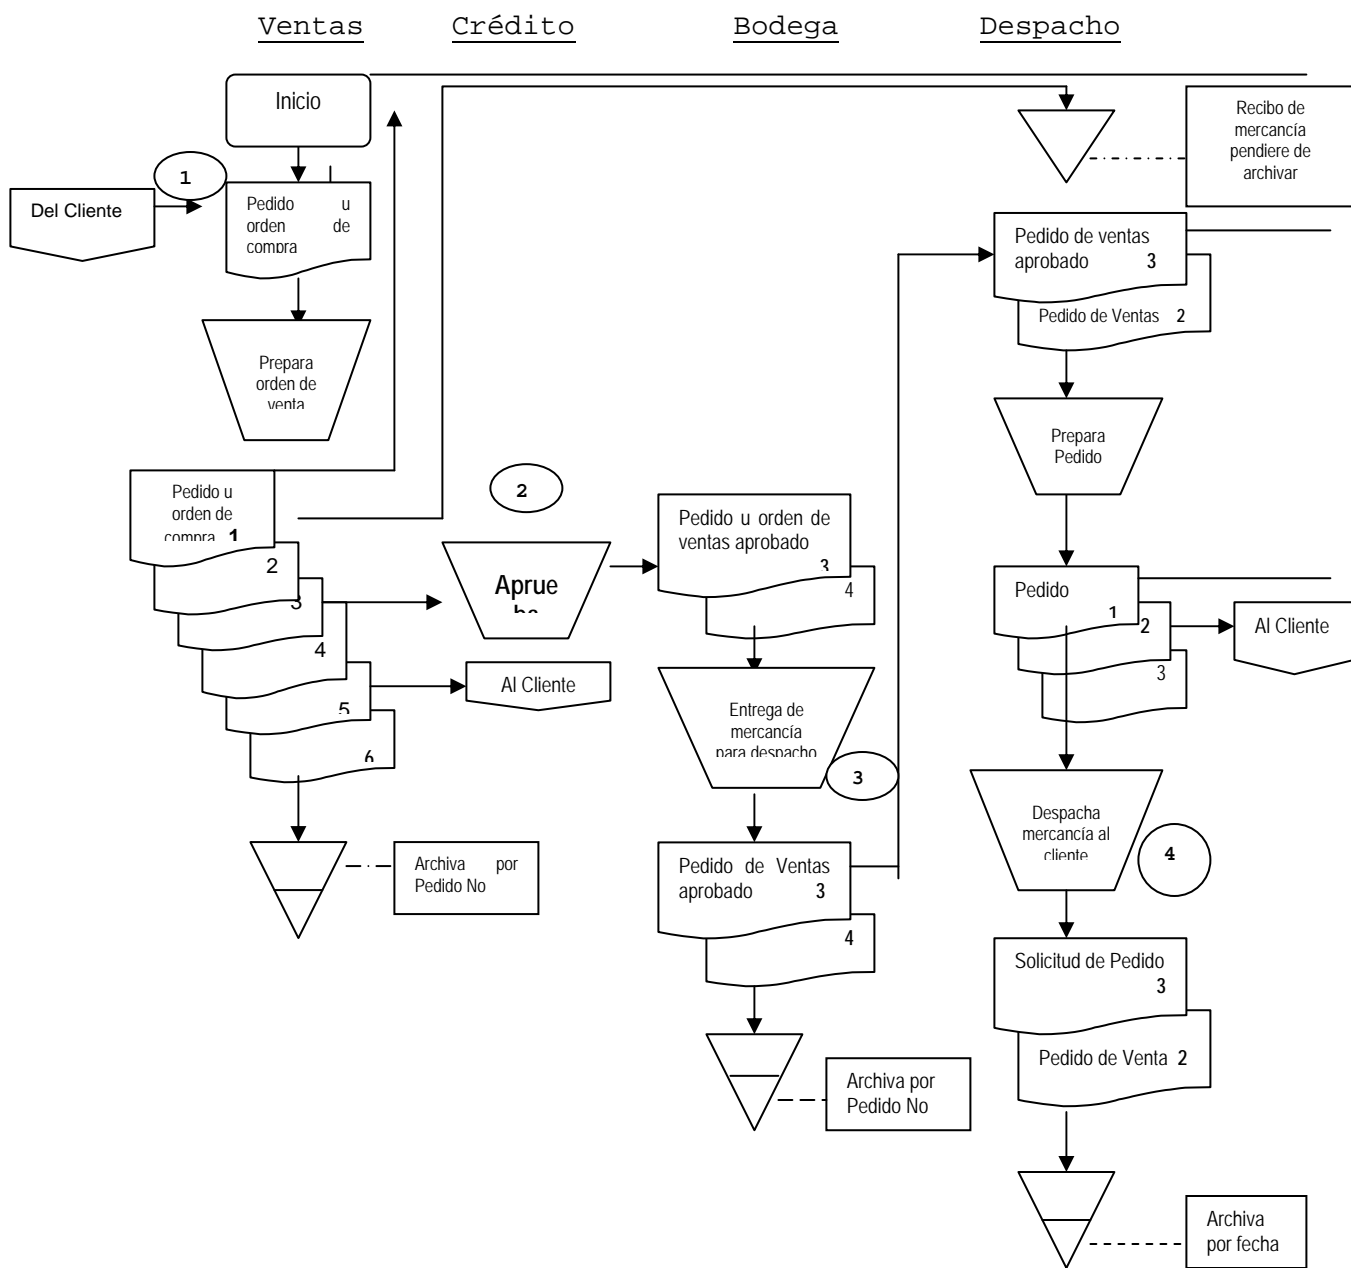 Ventas Crédito Bodega Despacho
Inicio
1
Del Cliente
Pedido u
orden de
compra
Prepara
orden de
venta
Pedido u
orden de
compra 1
2
3
4
5
6
Archiva por
Pedido No
2
Aprue
Al Cliente
Pedido u orden de
ventas aprobado
3
4
Entrega de
mercancía
para despacho
3
Pedido de Ventas
aprobado 3
4
Archiva por
Pedido No
Recibo de
mercancía
pendiere de
archivar
Pedido de ventas
aprobado 3
Pedido de Ventas 2
Prepara
Pedido
Pedido
1
2
3
Al Cliente
Despacha
mercancía al
cliente
4
Solicitud de Pedido
3
Pedido de Venta 2
Archiva
por fecha